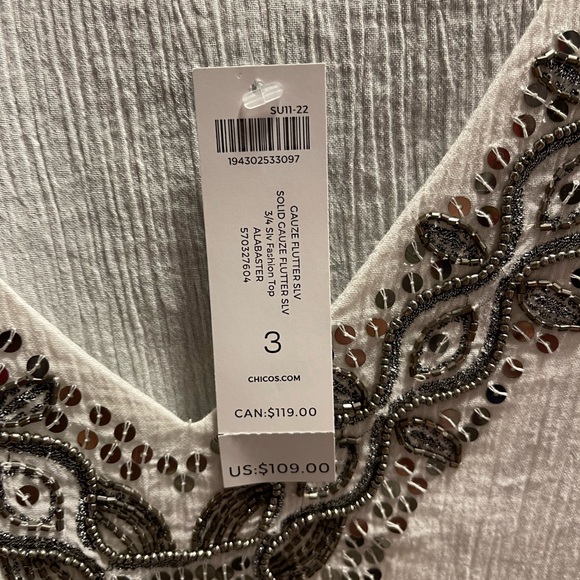 SU11-22
194302533097
GAUZE FLUTTER SLV
SOLID GAUZE FLUTTER SLV
3/4 Slv Fashion Top
ALABASTER
570327604
3
CHICOS.COM
CAN:$119.00
US:$109.00